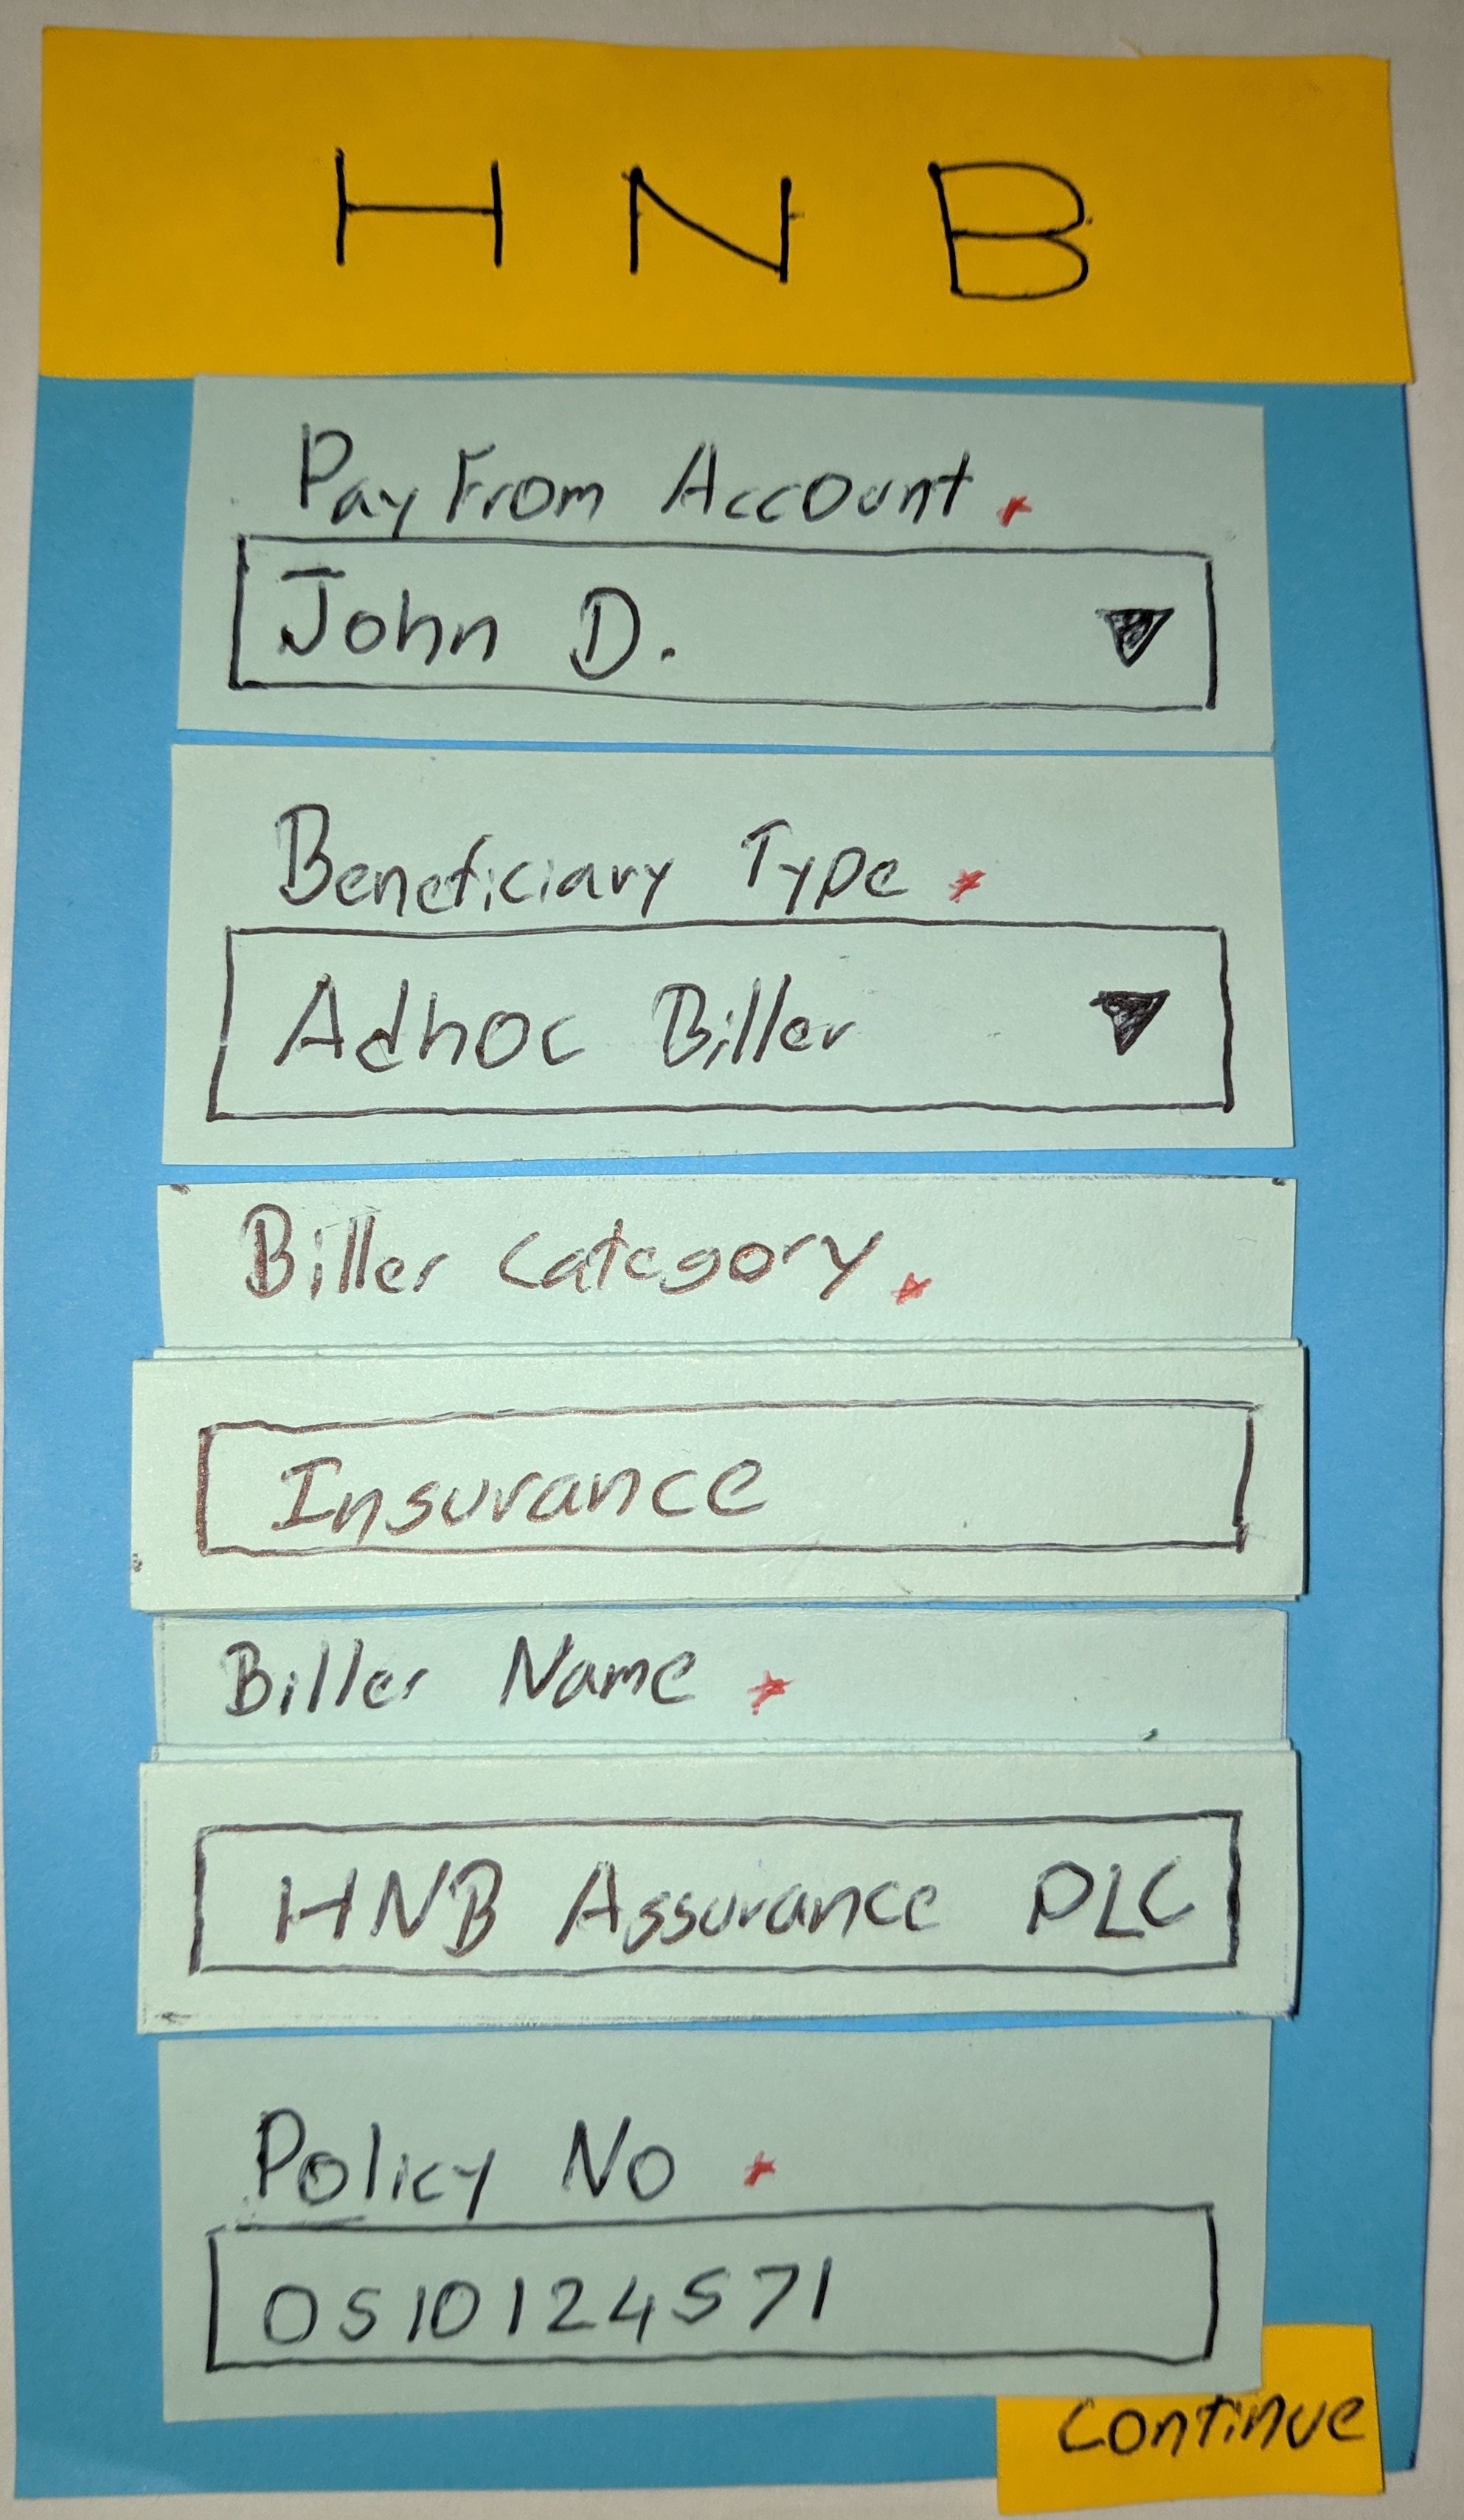 H N B
Pay From Account *
John D.
Beneficiary Type *
Adhoc Biller
Biller Category *
Insurance
Biller Name *
HNB Assurance PLC
Policy No *
0510124571
Continue